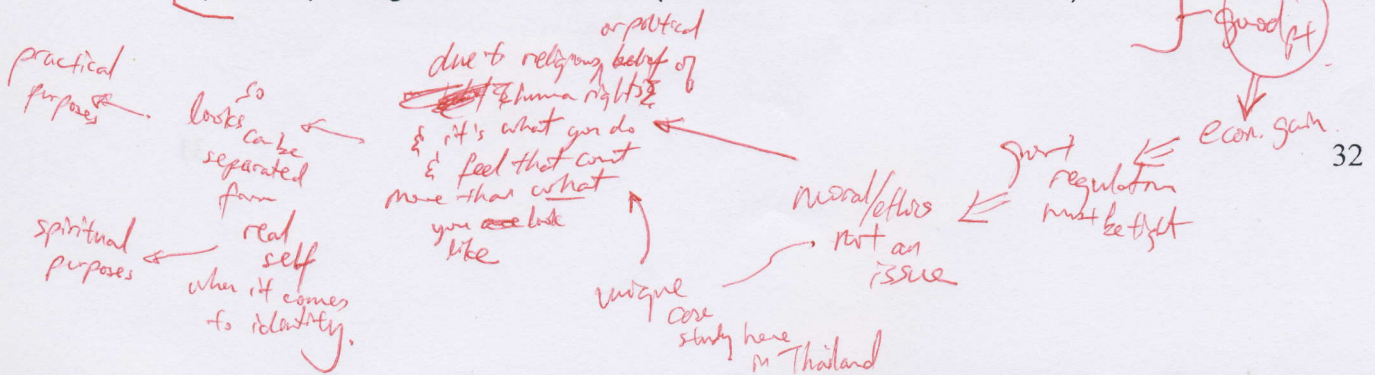 good pt
econ. gain
govt
regulation
must be tight
32
moral/ethics
not an
issue
unique
case
study here
in Thailand
or political
due to religious belief of
& human rights &
& it's what you do
& feel that count
more than what
you look
like
so
looks can be
separated
from
real
self
when it comes
to identity.
practical
purposes
spiritual
purposes